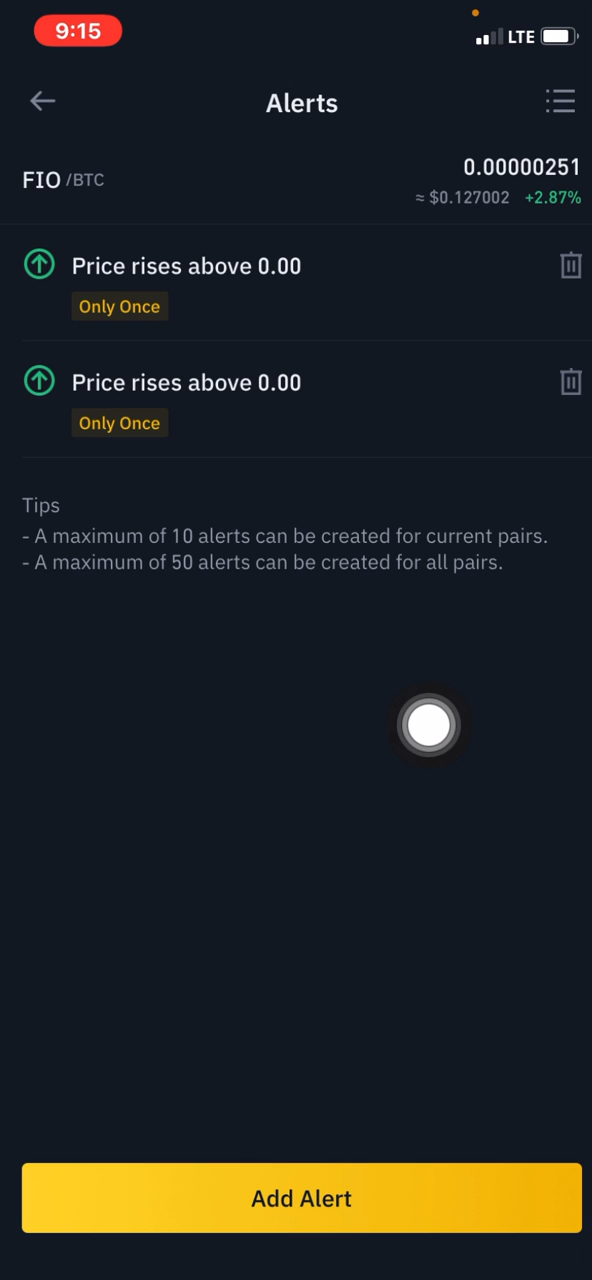 9:15
LTE
Alerts
FIO /BTC
0.00000251
≈ $0.127002 +2.87%
Price rises above 0.00
Only Once
Price rises above 0.00
Only Once
Tips
- A maximum of 10 alerts can be created for current pairs.
- A maximum of 50 alerts can be created for all pairs.
Add Alert